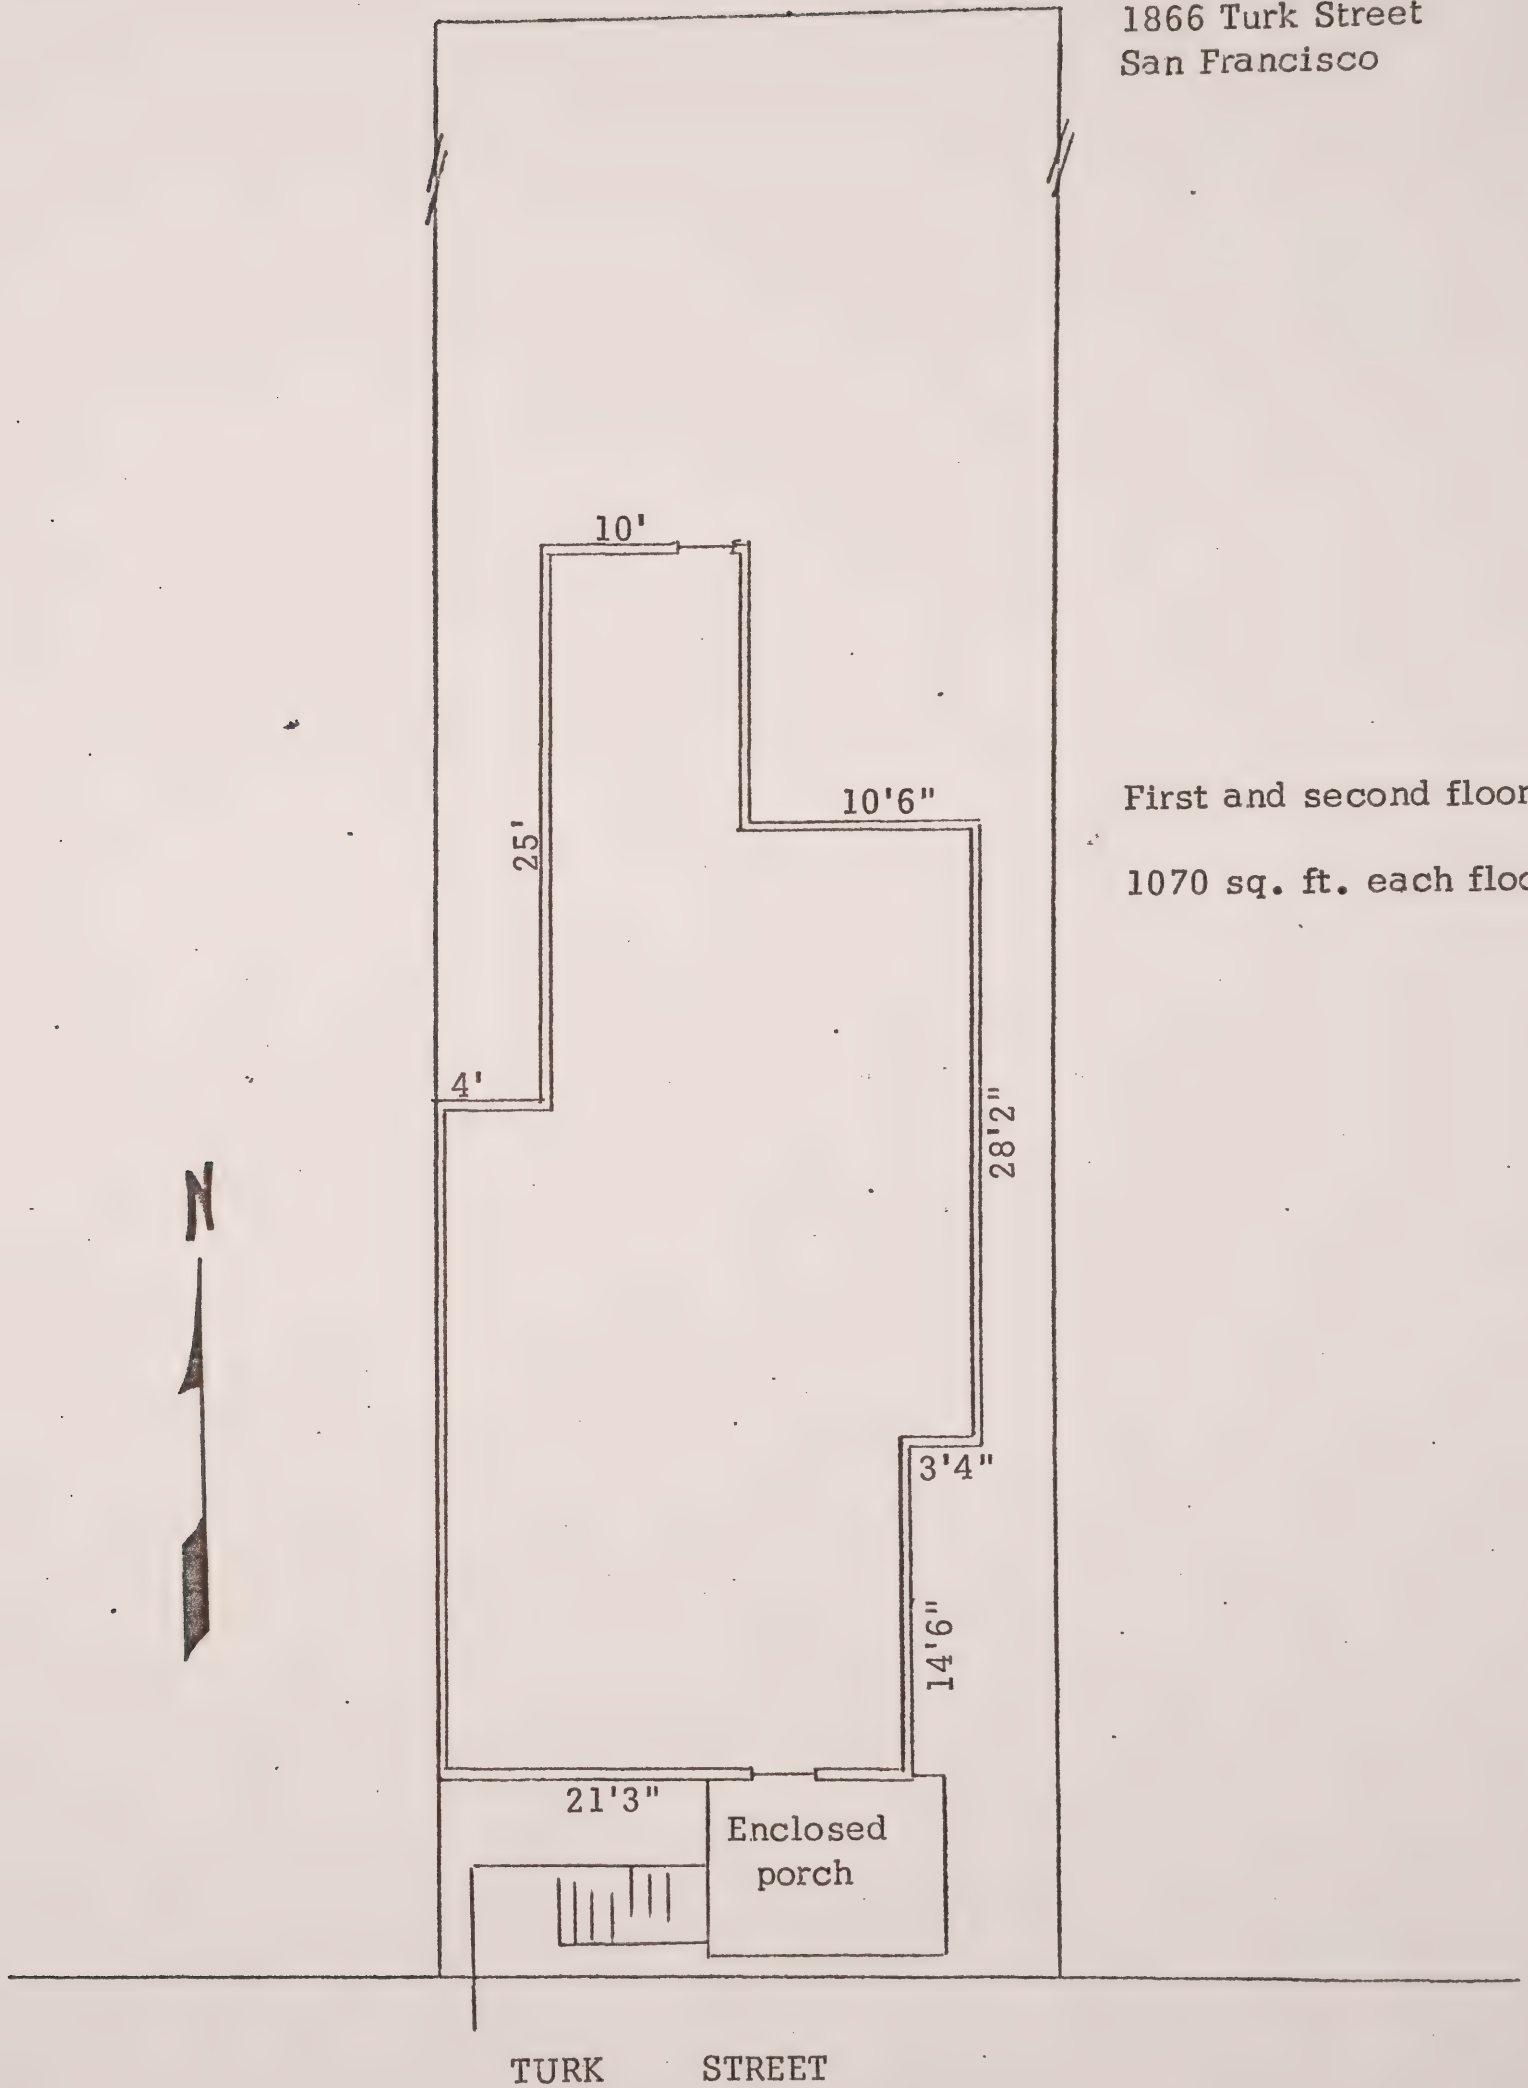 1866 Turk Street
San Francisco
10'
10'6"
25'
First and second floor
1070 sq. ft. each
4'
28'2"
N
3'4"
14'6"
21'3"
Enclosed
porch
TURK STREET